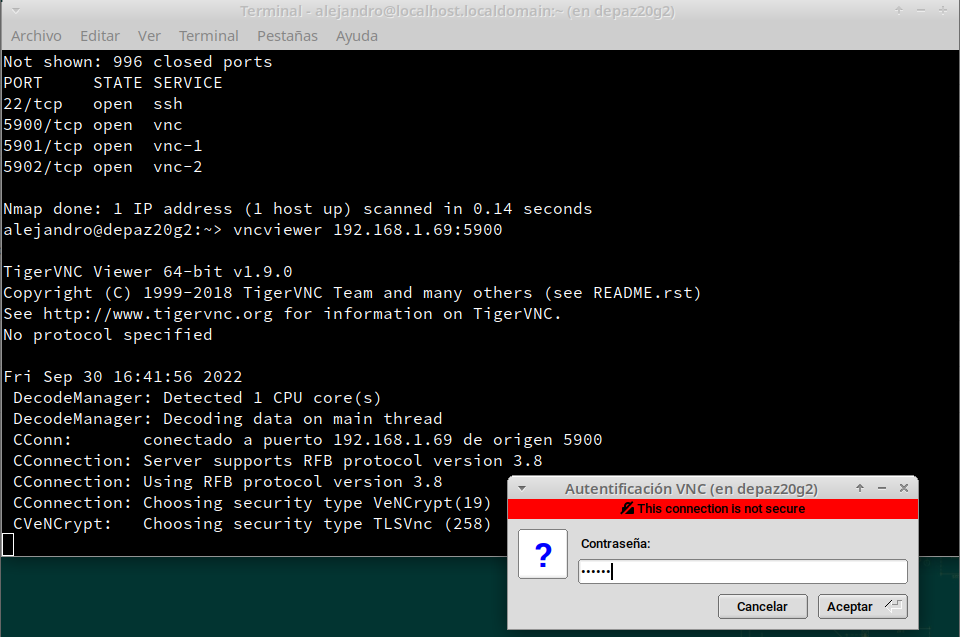 Terminal - alejandro@localhost.localdomain:~ (en depaz20g2)
Archivo Editar Ver Terminal Pestañas Ayuda
Not shown: 996 closed ports
PORT STATE SERVICE
22/tcp open ssh
5900/tcp open vnc
5901/tcp open vnc-1
5902/tcp open vnc-2
Nmap done: 1 IP address (1 host up) scanned in 0.14 seconds
alejandro@depaz20g2:~> vncviewer 192.168.1.69:5900
TigerVNC Viewer 64-bit v1.9.0
Copyright (C) 1999-2018 TigerVNC Team and many others (see README.rst)
See http://www.tigervnc.org for information on TigerVNC.
No protocol specified
Fri Sep 30 16:41:56 2022
DecodeManager: Detected 1 CPU core(s)
DecodeManager: Decoding data on main thread
CConn: conectado a puerto 192.168.1.69 de origen 5900
CConnection: Server supports RFB protocol version 3.8
CConnection: Using RFB protocol version 3.8
CConnection: Choosing security type VeNCrypt(19)
CVeNCrypt: Choosing security type TLSVnc (258)
Autentificación VNC (en depaz20g2)
This connection is not secure
?
Contraseña:
••••••
Cancelar Aceptar